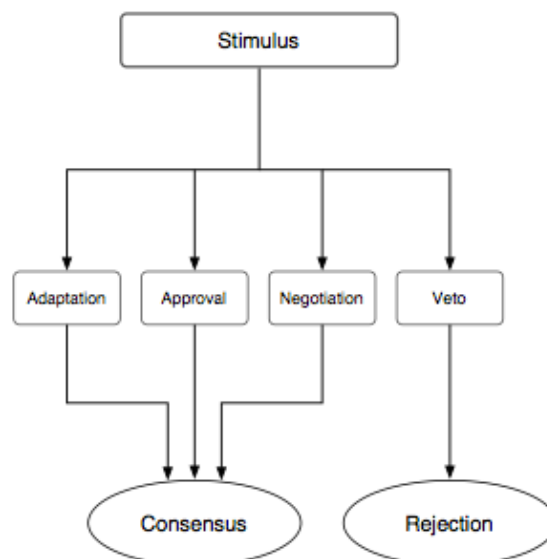 Stimulus
Adaptation
Approval
Negotiation
Veto
Consensus
Rejection